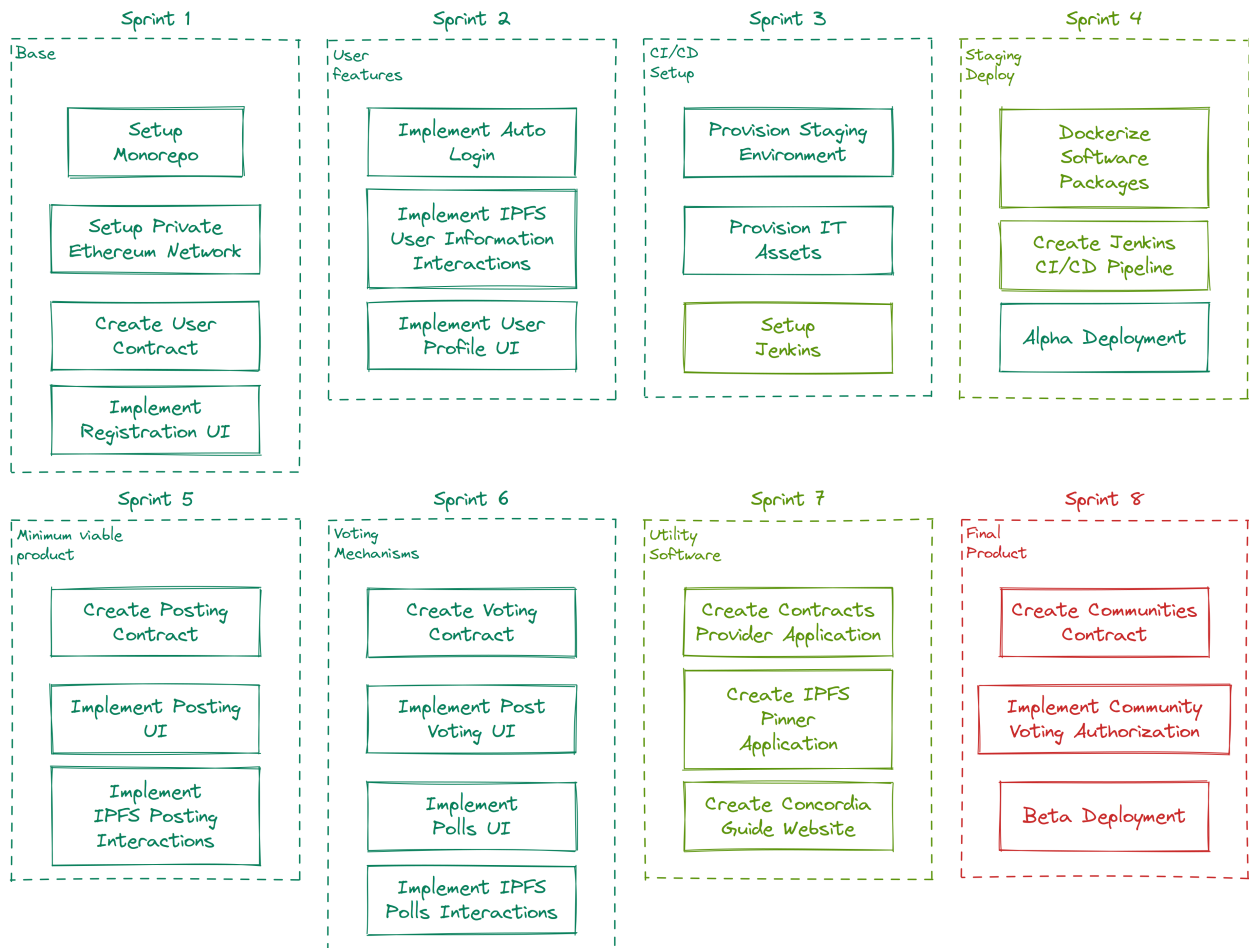 Sprint 1
Base
Setup
Monorepo
Setup Private
Ethereum Network
Create User
Contract
Implement
Registration UI
Sprint 2
User
features
Implement Auto
Login
Implement IPFS
User Information
Interactions
Implement User
Profile UI
Sprint 3
CI/CD
Setup
Provision Staging
Environment
Provision IT
Assets
Setup
Jenkins
Sprint 4
Staging
Deploy
Dockerize
Software
Packages
Create Jenkins
CI/CD Pipeline
Alpha Deployment
Sprint 5
Minimum viable
product
Create Posting
Contract
Implement Posting
UI
Implement
IPFS Posting
Interactions
Sprint 6
Voting
Mechanisms
Create Voting
Contract
Implement Post
Voting UI
Implement
Polls UI
Implement IPFS
Polls Interactions
Sprint 7
Utility
Software
Create Contracts
Provider Application
Create IPFS
Pinner
Application
Create Concordia
Guide Website
Sprint 8
Final
Product
Create Communities
Contract
Implement Community
Voting Authorization
Beta Deployment